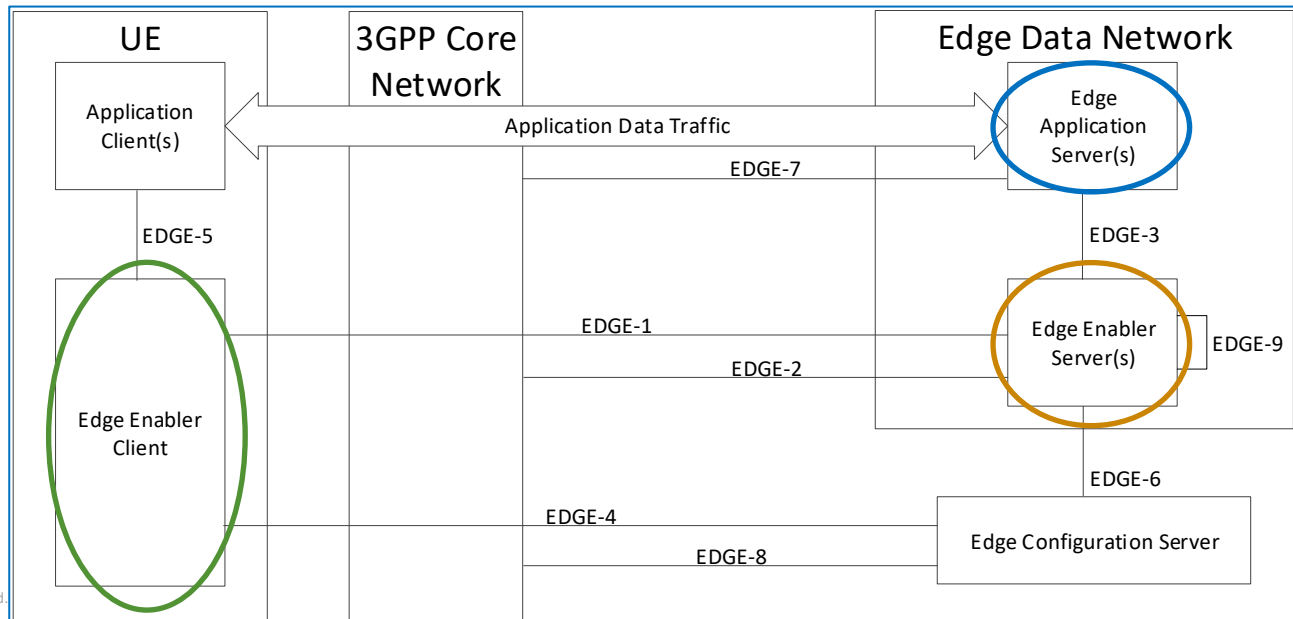 UE
3GPP Core
Network
Edge Data Network
Application
Client(s)
Application Data Traffic
Edge
Application
Server(s)
EDGE-7
EDGE-5
EDGE-3
EDGE-1
Edge Enabler
Server(s)
EDGE-9
EDGE-2
Edge Enabler
Client
EDGE-6
EDGE-4
Edge Configuration Server
EDGE-8
d.